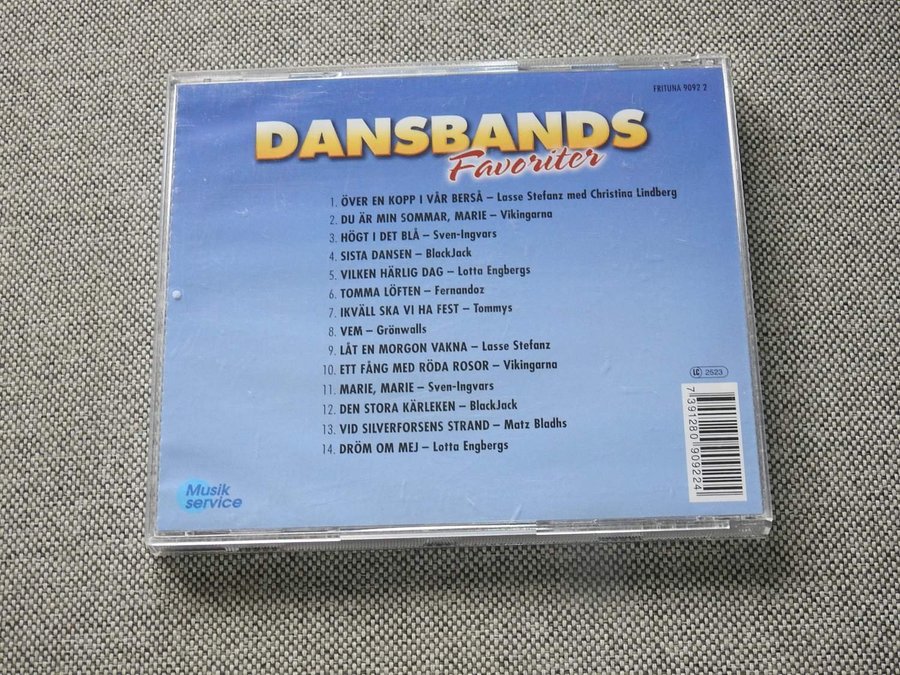 FRITUNA 9092 2
DANSBANDS
Favoriter
1. ÖVER EN KOPP I VÅR BERSÅ – Lasse Stefanz med Christina Lindberg
2. DU ÄR MIN SOMMAR, MARIE – Vikingarna
3. HÖGT I DET BLÅ – Sven-Ingvars
4. SISTA DANSEN – BlackJack
5. VILKEN HÄRLIG DAG – Lotta Engbergs
6. TOMMA LÖFTEN – Fernandoz
7. IKVÄLL SKA VI HA FEST – Tommys
8. VEM – Grönwalls
9. LÅT EN MORGON VAKNA – Lasse Stefanz
10. ETT FÅNG MED RÖDA ROSOR – Vikingarna
11. MARIE, MARIE – Sven-Ingvars
12. DEN STORA KÄRLEKEN – BlackJack
13. VID SILVERFORSENS STRAND – Matz Bladhs
14. DRÖM OM MEJ – Lotta Engbergs
LC 2623
7 391280 909224
Musik
service